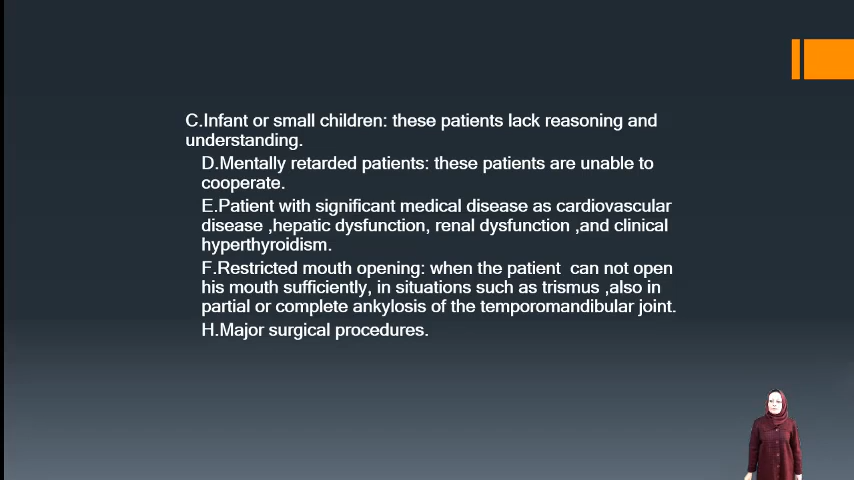 C.Infant or small children: these patients lack reasoning and
understanding.
D.Mentally retarded patients: these patients are unable to
cooperate.
E.Patient with significant medical disease as cardiovascular
disease ,hepatic dysfunction, renal dysfunction ,and clinical
hyperthyroidism.
F.Restricted mouth opening: when the patient  can not open
his mouth sufficiently, in situations such as trismus ,also in
partial or complete ankylosis of the temporomandibular joint.
H.Major surgical procedures.